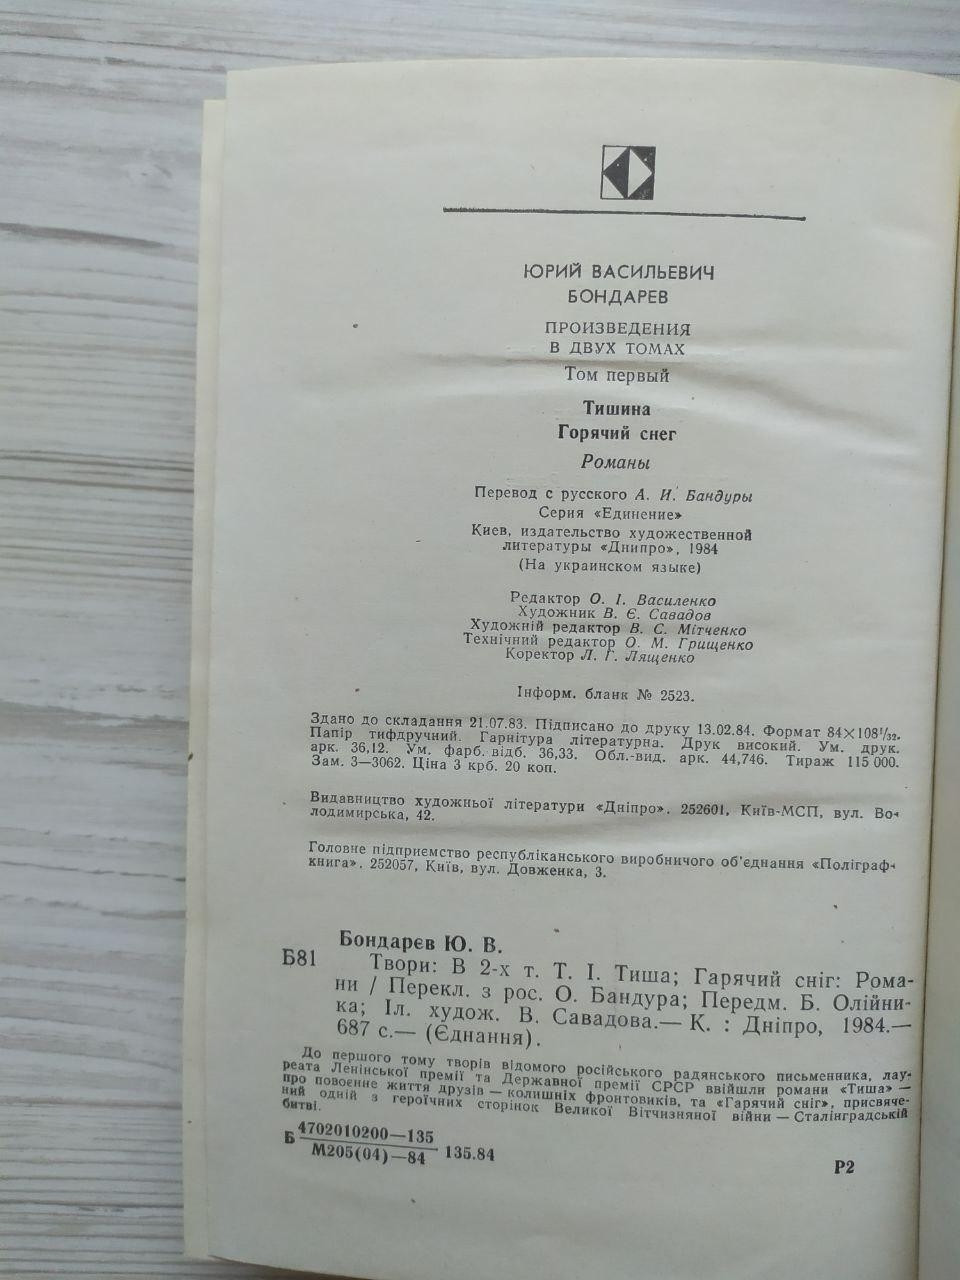 ЮРИЙ ВАСИЛЬЕВИЧ
БОНДАРЕВ
ПРОИЗВЕДЕНИЯ
В ДВУХ ТОМАХ
Том первый
Тишина
Горячий снег
Романы
Перевод с русского А. И. Бандуры
Серия «Единение»
Киев, издательство художественной
литературы «Дніпро», 1984
(На украинском языке)
Редактор О. І. Василенко
Художник В. Є. Савадов
Художній редактор В. С. Мітченко
Технічний редактор О. М. Грищенко
Коректор Л. Г. Лященко
Інформ. бланк № 2523.
Здано до складання 21.07.83. Підписано до друку 13.02.84. Формат 84×108¹/₃₂.
Папір тифдручний. Гарнітура літературна. Друк високий. Ум. друк.
арк. 36,12. Ум. фарб. відб. 36,33. Обл.-вид. арк. 44,746. Тираж 115 000.
Зам. 3—3062. Ціна 3 крб. 20 коп.
Видавництво художньої літератури «Дніпро». 252601, Київ-МСП, вул. Во-
лодимирська, 42.
Головне підприємство республіканського виробничого об'єднання «Поліграф-
книга». 252057, Київ, вул. Довженка, 3.
Бондарєв Ю. В.
Б81 Твори: В 2-х т. Т. І. Тиша; Гарячий сніг: Рома-
ни / Перекл. з рос. О. Бандура; Передм. Б. Олійни-
ка; Іл. худож. В. Савадова.— К. : Дніпро, 1984.—
687 с.— (Єднання).
До першого тому творів відомого російського радянського письменника, лау-
реата Ленінської премії та Державної премії СРСР ввійшли романи «Тиша» —
про повоєнне життя друзів — колишніх фронтовиків, та «Гарячий сніг», присвяче-
ний одній з героїчних сторінок Великої Вітчизняної війни — Сталінградській
битві.
Б 4702010200—135
М205(04)—84 135.84
Р2